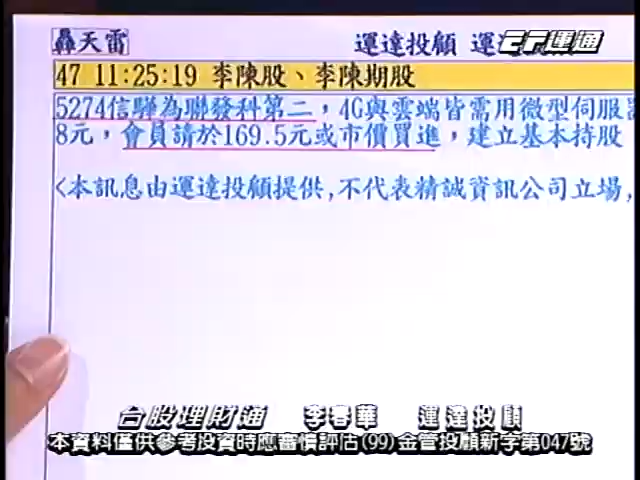 轟天雷 運達投顧 運
運通
47 11:25:19 李陳股、李陳期股
5274信驊為聯發科第二，4G與雲端皆需用微型伺服器
8元，會員請於169.5元或市價買進，建立基本持股
<本訊息由運達投顧提供,不代表精誠資訊公司立場,
台股理財通 李春華 運達投顧
本資料僅供參考投資時應審慎評估(99)金管投顧新字第047號